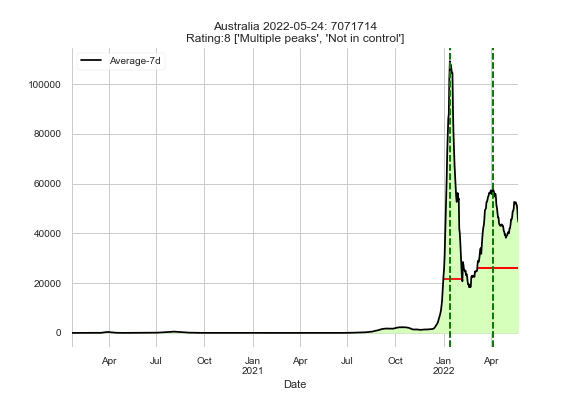 Australia 2022-05-24: 7071714
Rating:8 ['Multiple peaks', 'Not in control']
Average-7d
100000
80000
60000
40000
20000
0
Apr Jul Oct Jan Apr Jul Oct Jan Apr
2021 2022
Date